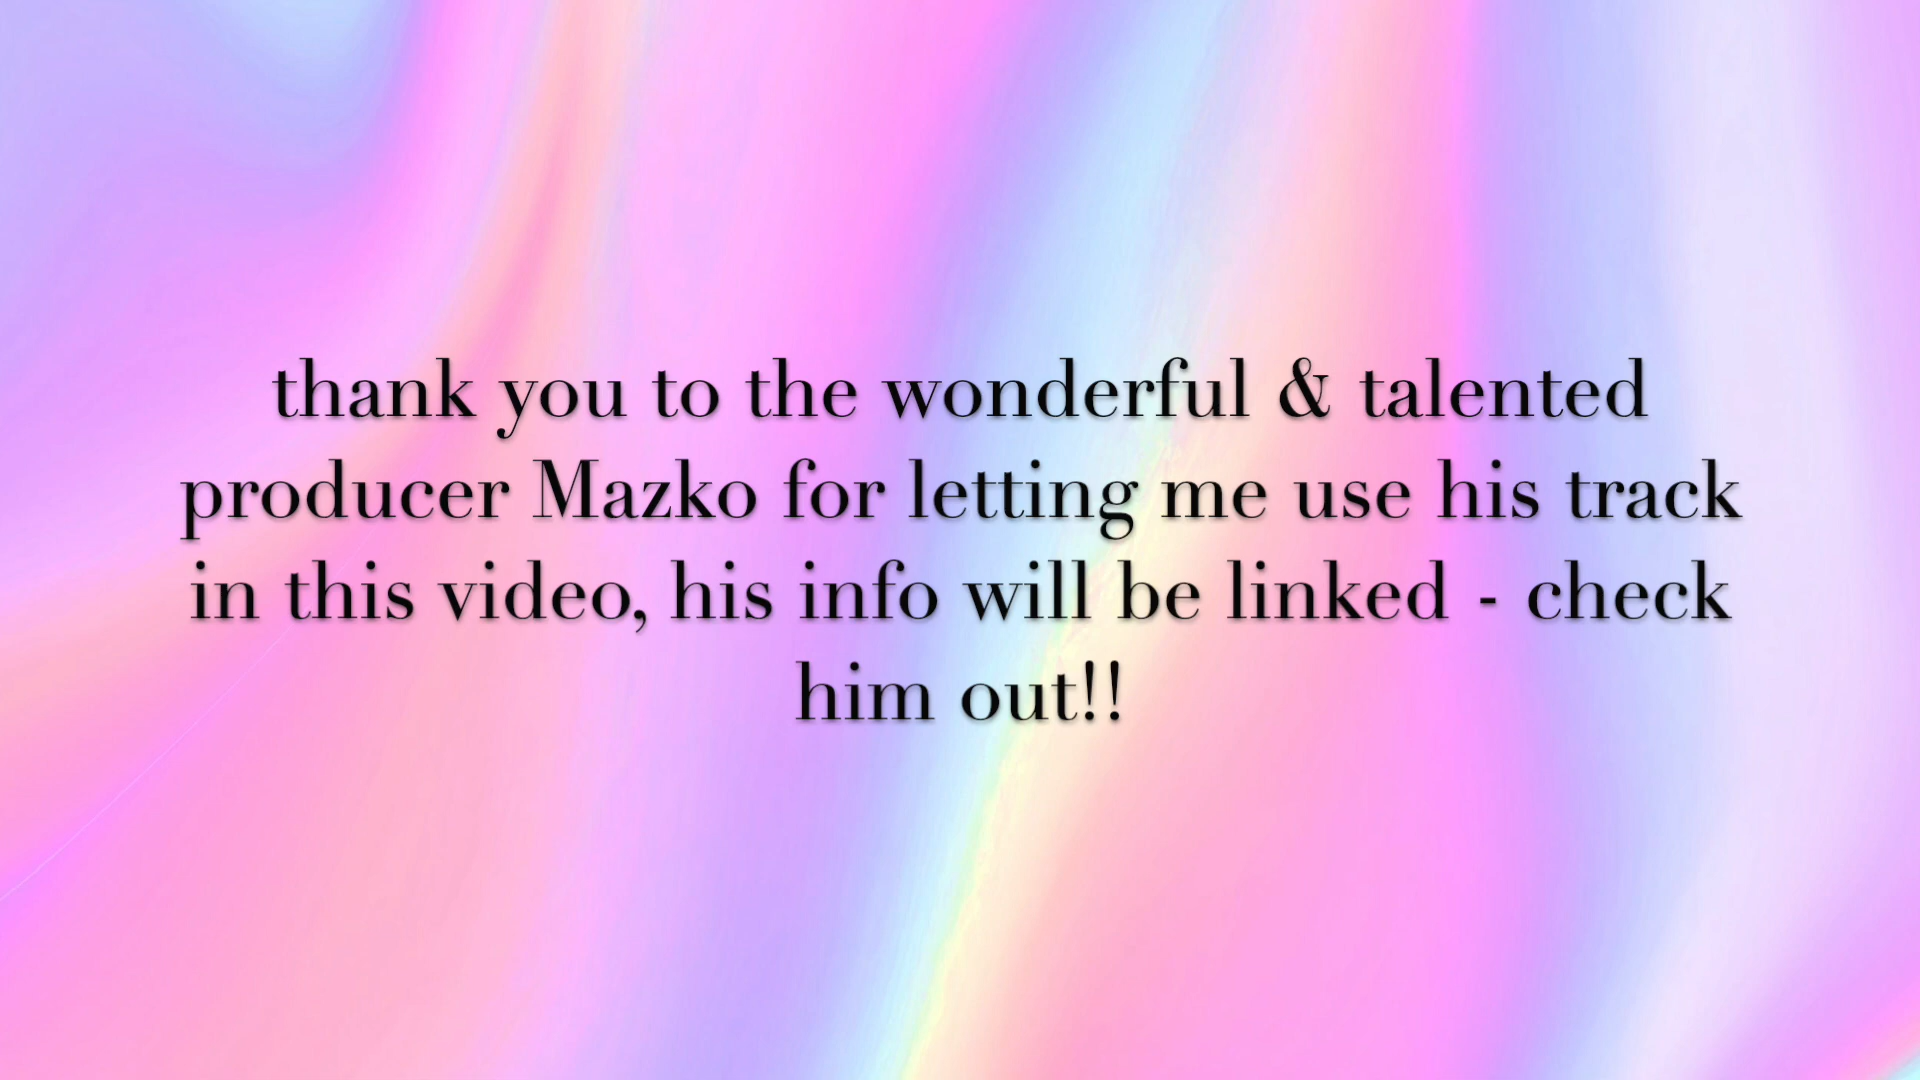 thank you to the wonderful & talented
producer Mazko for letting me use his track
in this video, his info will be linked - check
him out!!